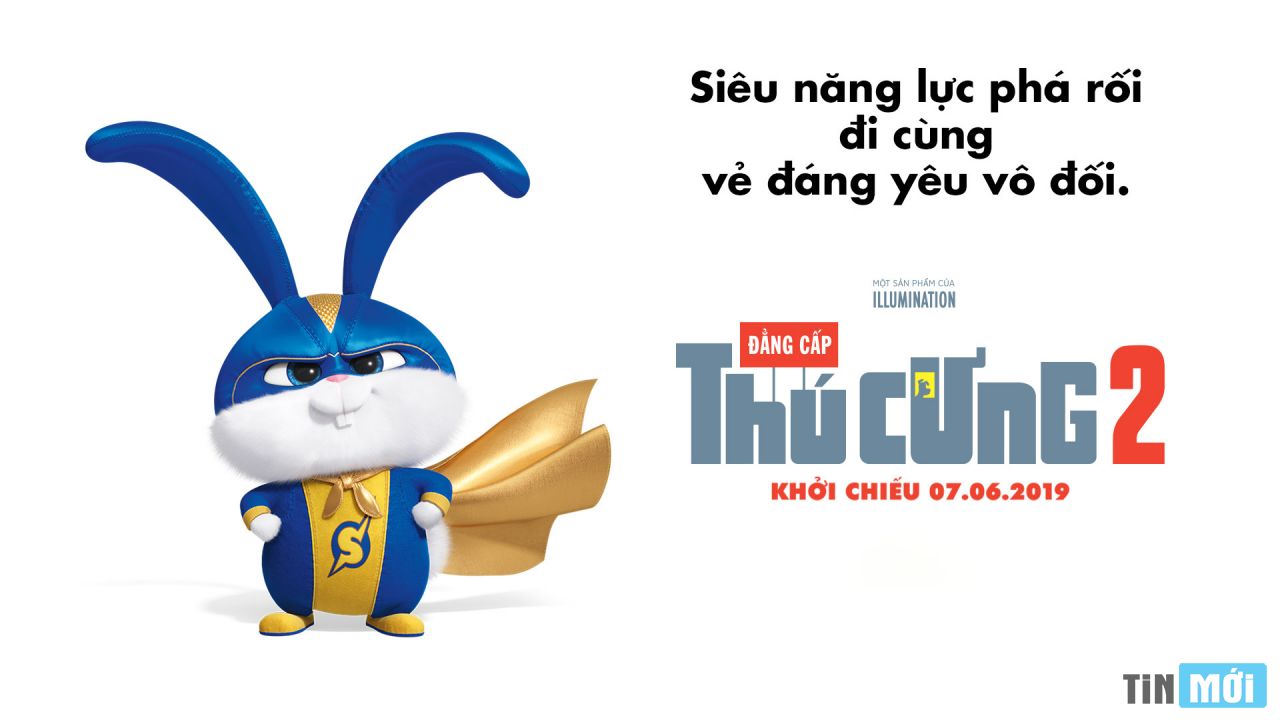 Siêu năng lực phá rối
đi cùng
vẻ đáng yêu vô đối.
MỘT SẢN PHẨM CỦA
ILLUMINATION
ĐẲNG CẤP
THÚ CƯNG 2
KHỞI CHIẾU 07.06.2019
S
TiN MỚi